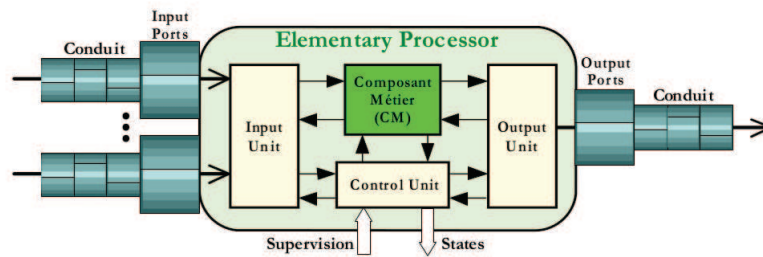 Input
Ports
Conduit
Elementary Processor
Composant
Métier
(CM)
Input
Unit
Output
Unit
Control Unit
Output
Ports
Conduit
Supervision
States